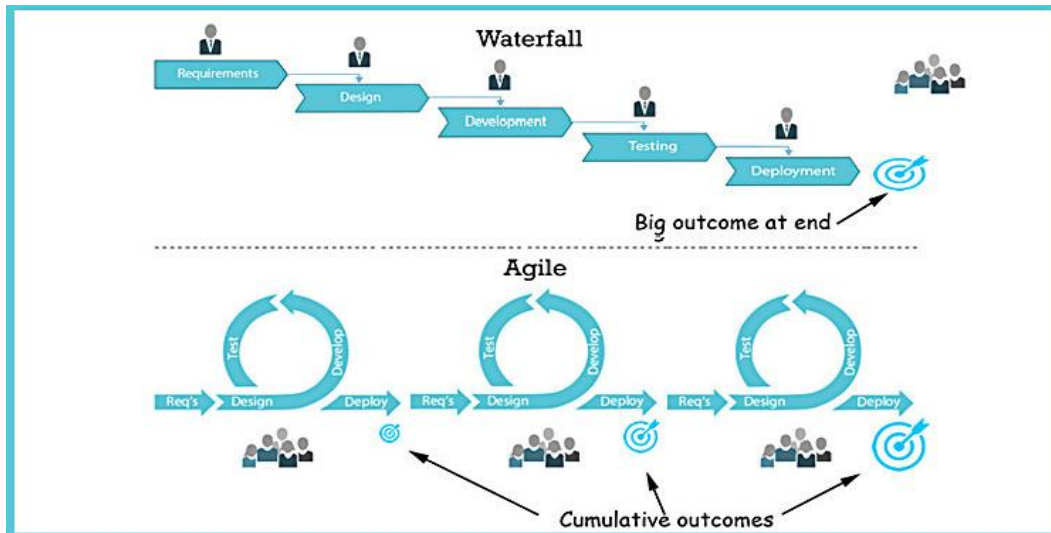 Waterfall
Requirements
Design
Development
Testing
Deployment
Big outcome at end
Agile
Test
Develop
Req's
Design
Deploy
Test
Develop
Req's
Design
Deploy
Test
Develop
Req's
Design
Deploy
Cumulative outcomes